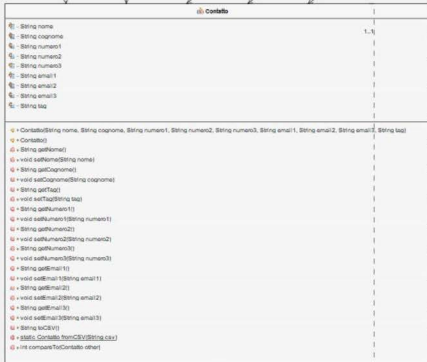 Contatto
- String nome
- String cognome
- String numero1
- String numero2
- String numero3
- String email1
- String email2
- String email3
- String tag
1..1
+ Contatto(String nome, String cognome, String numero1, String numero2, String numero3, String email1, String email2, String email3, String tag)
+ Contatto()
+ String getNome()
+ void setNome(String nome)
+ String getCognome()
+ void setCognome(String cognome)
+ String getTag()
+ void setTag(String tag)
+ String getNumero1()
+ void setNumero1(String numero1)
+ String getNumero2()
+ void setNumero2(String numero2)
+ String getNumero3()
+ void setNumero3(String numero3)
+ String getEmail1()
+ void setEmail1(String email1)
+ String getEmail2()
+ void setEmail2(String email2)
+ String getEmail3()
+ void setEmail3(String email3)
+ String toCSV()
+ static Contatto fromCSV(String csv)
+ int compareTo(Contatto other)